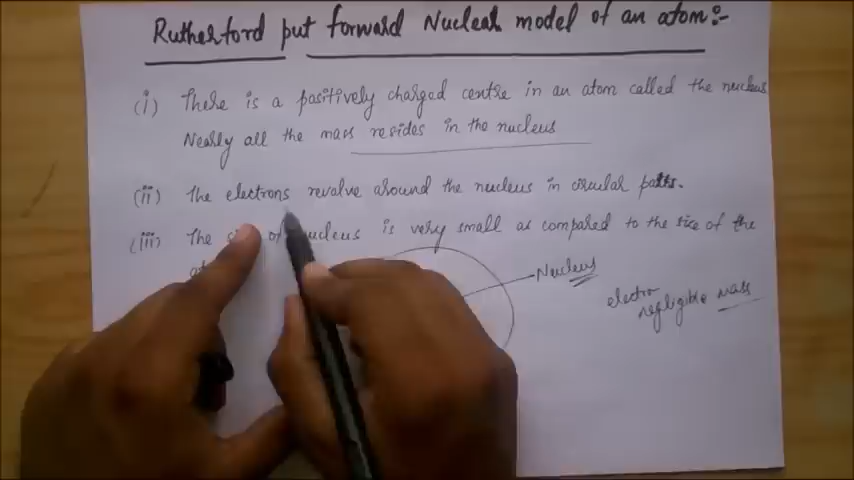 Rutherford put forward Nuclear model of an atom:-
(i) There is a positively charged centre in an atom called the nucleus
Nearly all the mass resides in the nucleus
(ii) The electrons revolve around the nucleus in circular paths.
(iii) The of nucleus is very small as compared to the size of the
Nucleus
electron
negligible mass